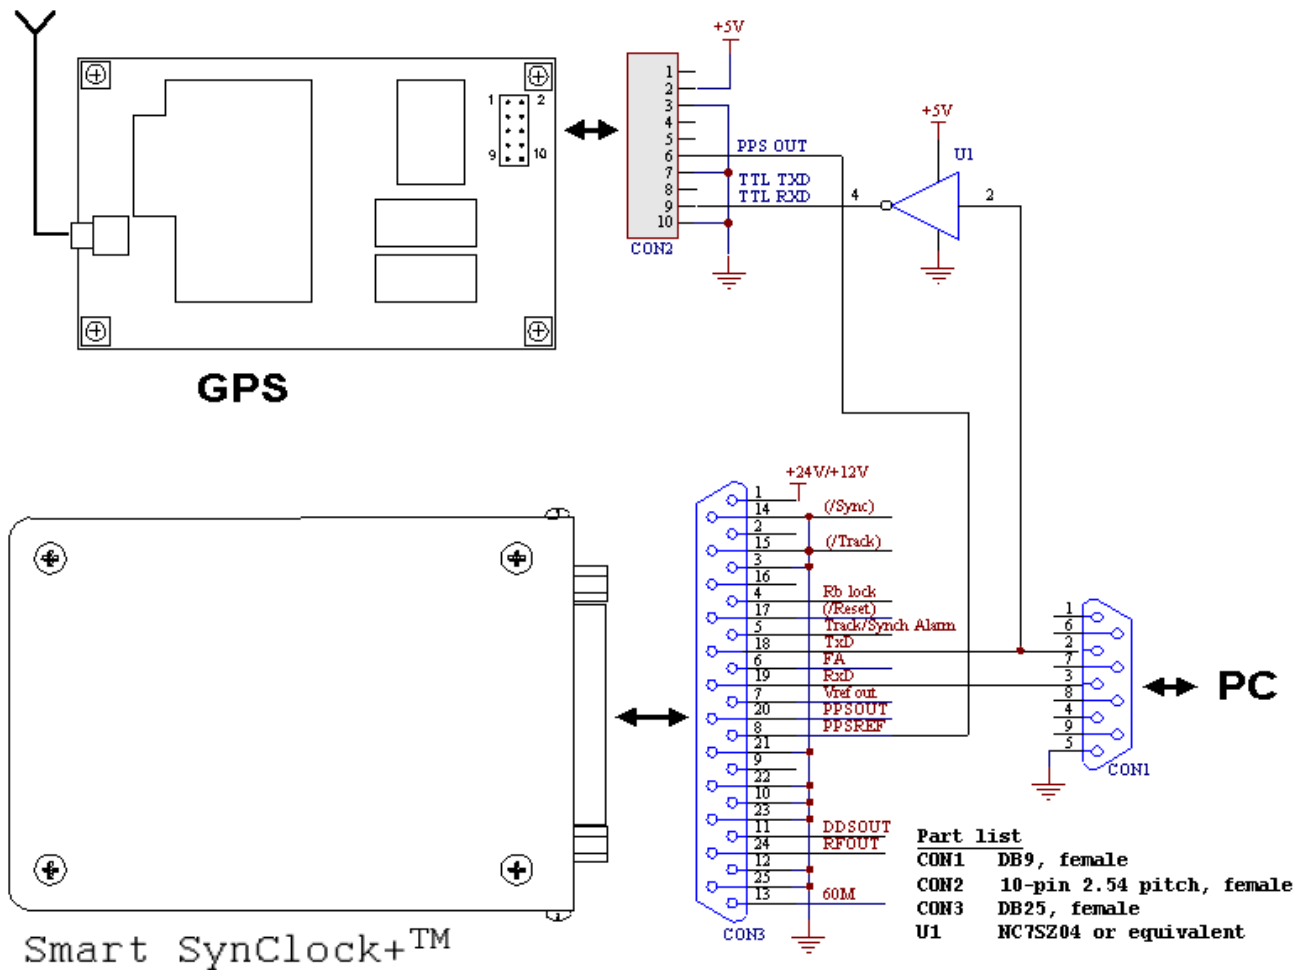 +5V
1
2
3
4
5
6
7
8
9
10
CON2
1 2
9 10
PPS OUT
TTL TXD
TTL RXD
+5V
U1
4
2
GPS
+24V/+12V
1
14 (/Sync)
2
15 (/Track)
3
16
4 Rb lock
17 (/Reset)
5 Track/Synch Alarm
18 TxD
6 FA
19 RxD
7 Vref out
20 PPSOUT
8 PPSREF
21
9
22
10
23
11 DDSOUT
24 RFOUT
12
25
13 60M
CON3
1
6
2
7
3
8
4
9
5
CON1
PC
Part list
CON1 DB9, female
CON2 10-pin 2.54 pitch, female
CON3 DB25, female
U1 NC7SZ04 or equivalent
Smart SynClock+TM